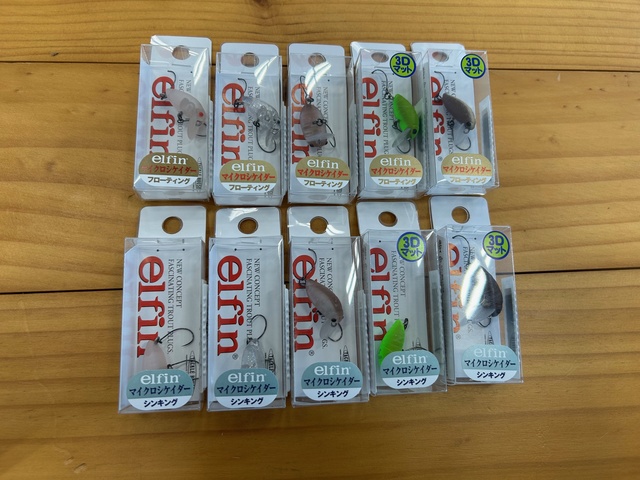 elfin
elfin
クロシケイダー
フローティング
elfin
elfin
マイクロシケイダー
フローティング
elfin
elfin
マイクロシケイダー
フローティング
3D
マット
elfin
elfin
マイクロシケイダー
フローティング
3D
マット
elfin
elfin
マイクロシケイダー
フローティング
NEW CONCEPT
FASCINATING TROUT PLUGS
elfin®
elfin
マイクロシケイダー
シンキング
NEW CONCEPT
FASCINATING TROUT
elfin®
elfin
マイクロシケイダー
シンキング
NEW CONCEPT
FASCINATING TROUT
elfin®
elfin
マイクロシケイダー
シンキング
3D
マット
CONCEPT
TROUT PLUGS
elfin
elfin
マイクロシケイダー
シンキング
3D
マット
elfin
elfin
マイクロシケイダー
シンキング